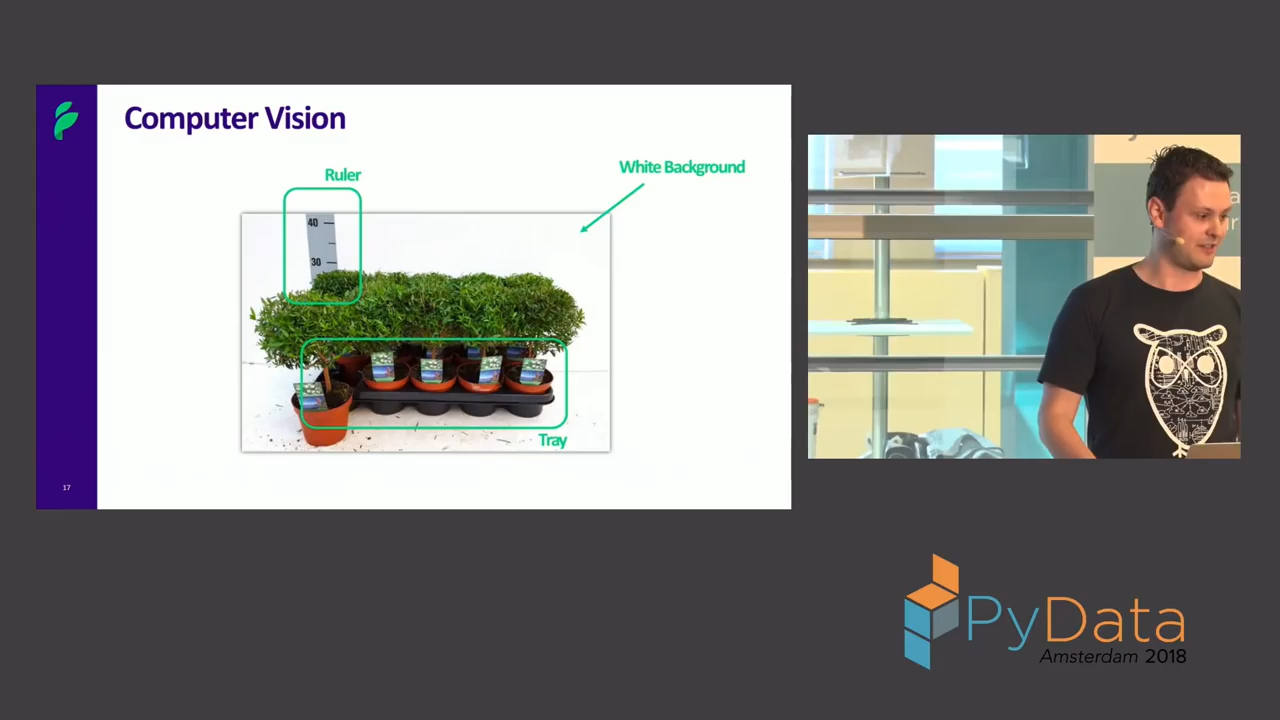 Computer Vision
Ruler
White Background
40
30
Tray
17
PyData
Amsterdam 2018